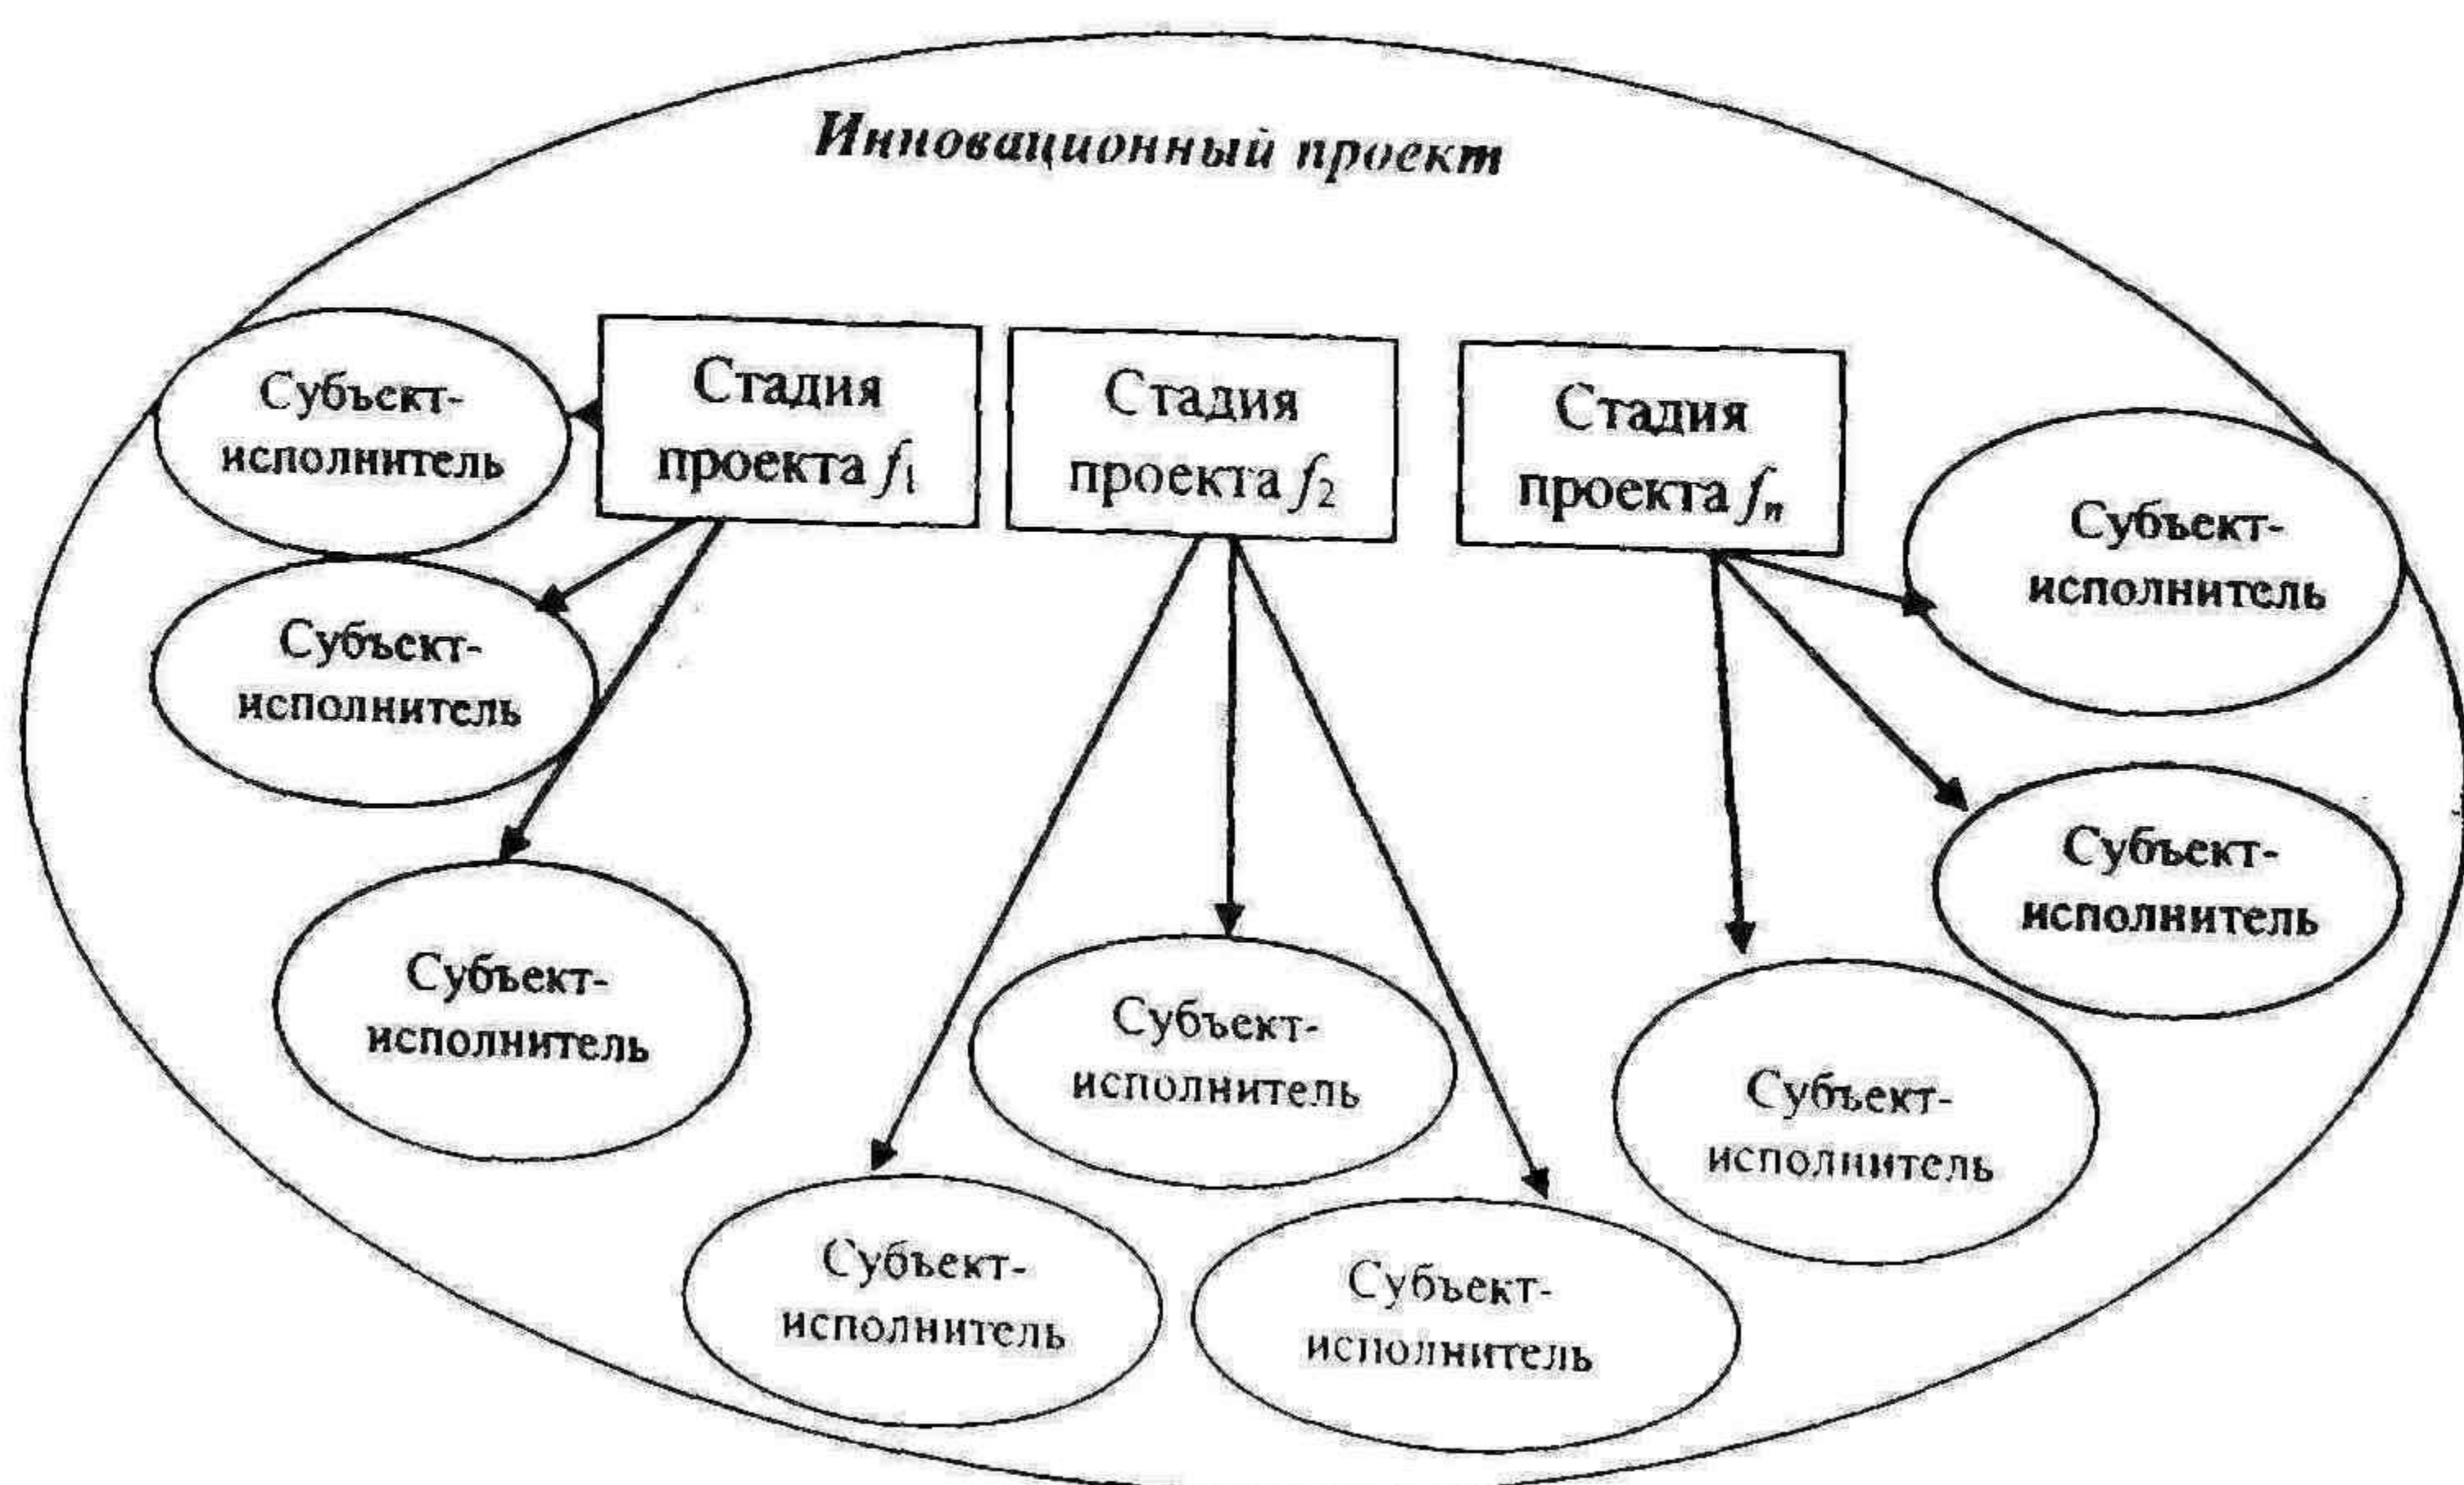 Инновационный проект
Субъект-
исполнитель
Стадия
проекта f1
Стадия
проекта f2
Стадия
проекта fn
Субъект-
исполнитель
Субъект-
исполнитель
Субъект-
исполнитель
Субъект-
исполнитель
Субъект-
исполнитель
Субъект-
исполнитель
Субъект-
исполнитель
Субъект-
исполнитель